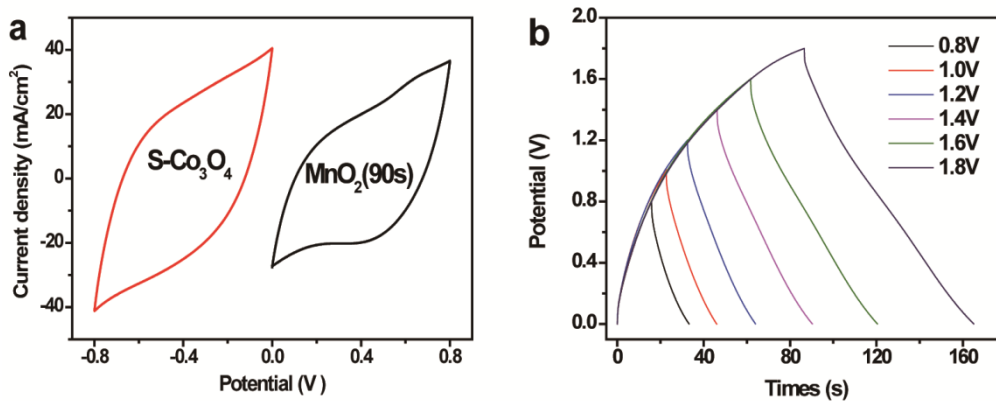 a
Current density (mA/cm²)
40
20
0
-20
-40
S-Co₃O₄
MnO₂(90s)
-0.8
-0.4
0.0
0.4
0.8
Potential (V )
b
Potential (V)
2.0
1.6
1.2
0.8
0.4
0.0
0.8V
1.0V
1.2V
1.4V
1.6V
1.8V
0
40
80
120
160
Times (s)